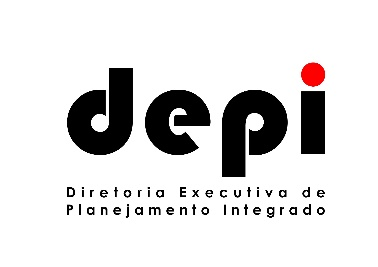 depi
Diretoria Executiva de
Planejamento Integrado